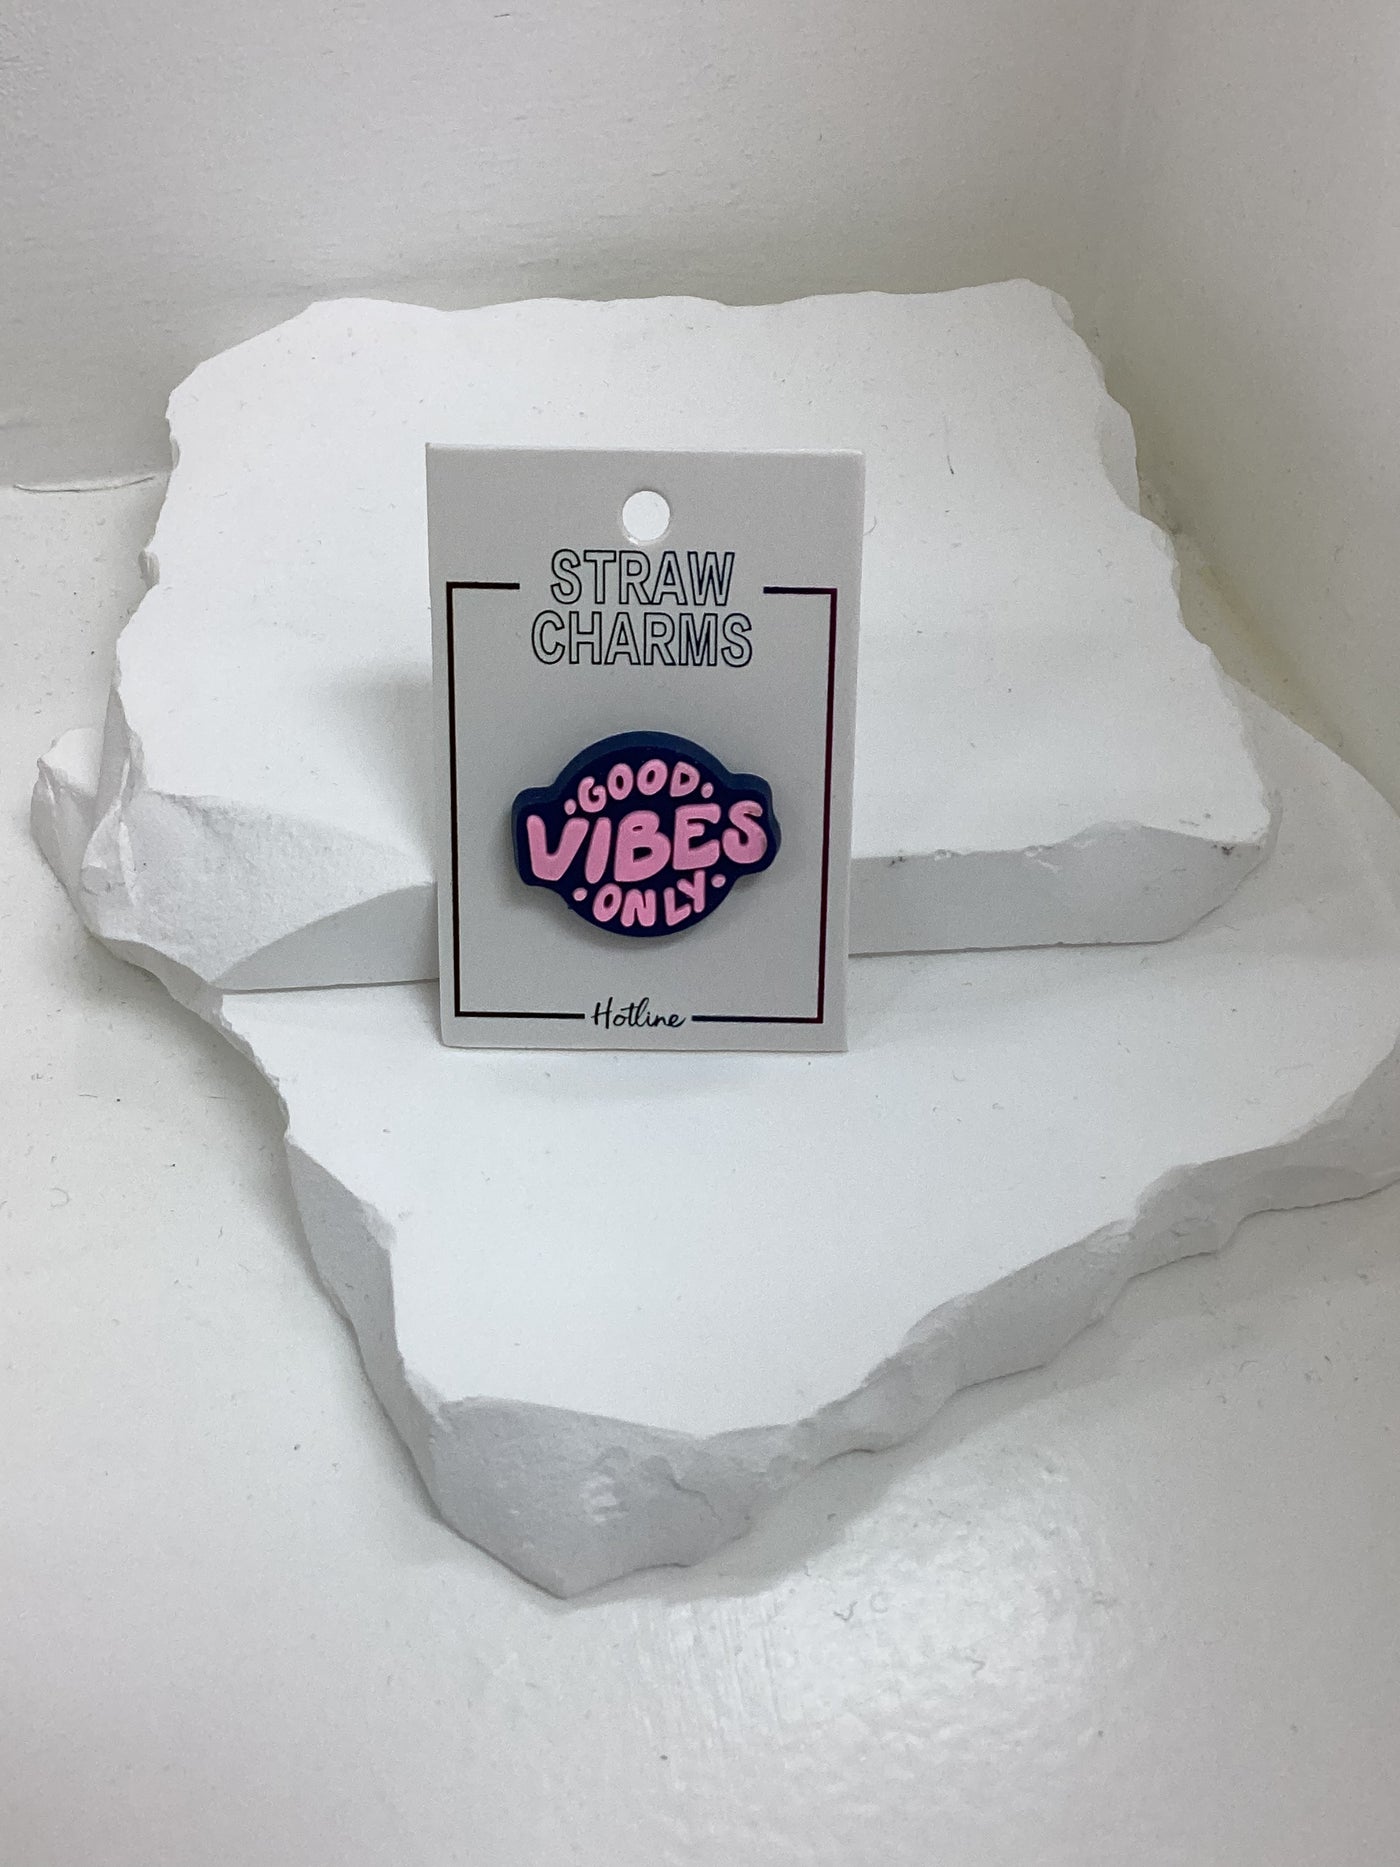 STRAW
CHARMS
GOOD
VIBES
ONLY
Hotline